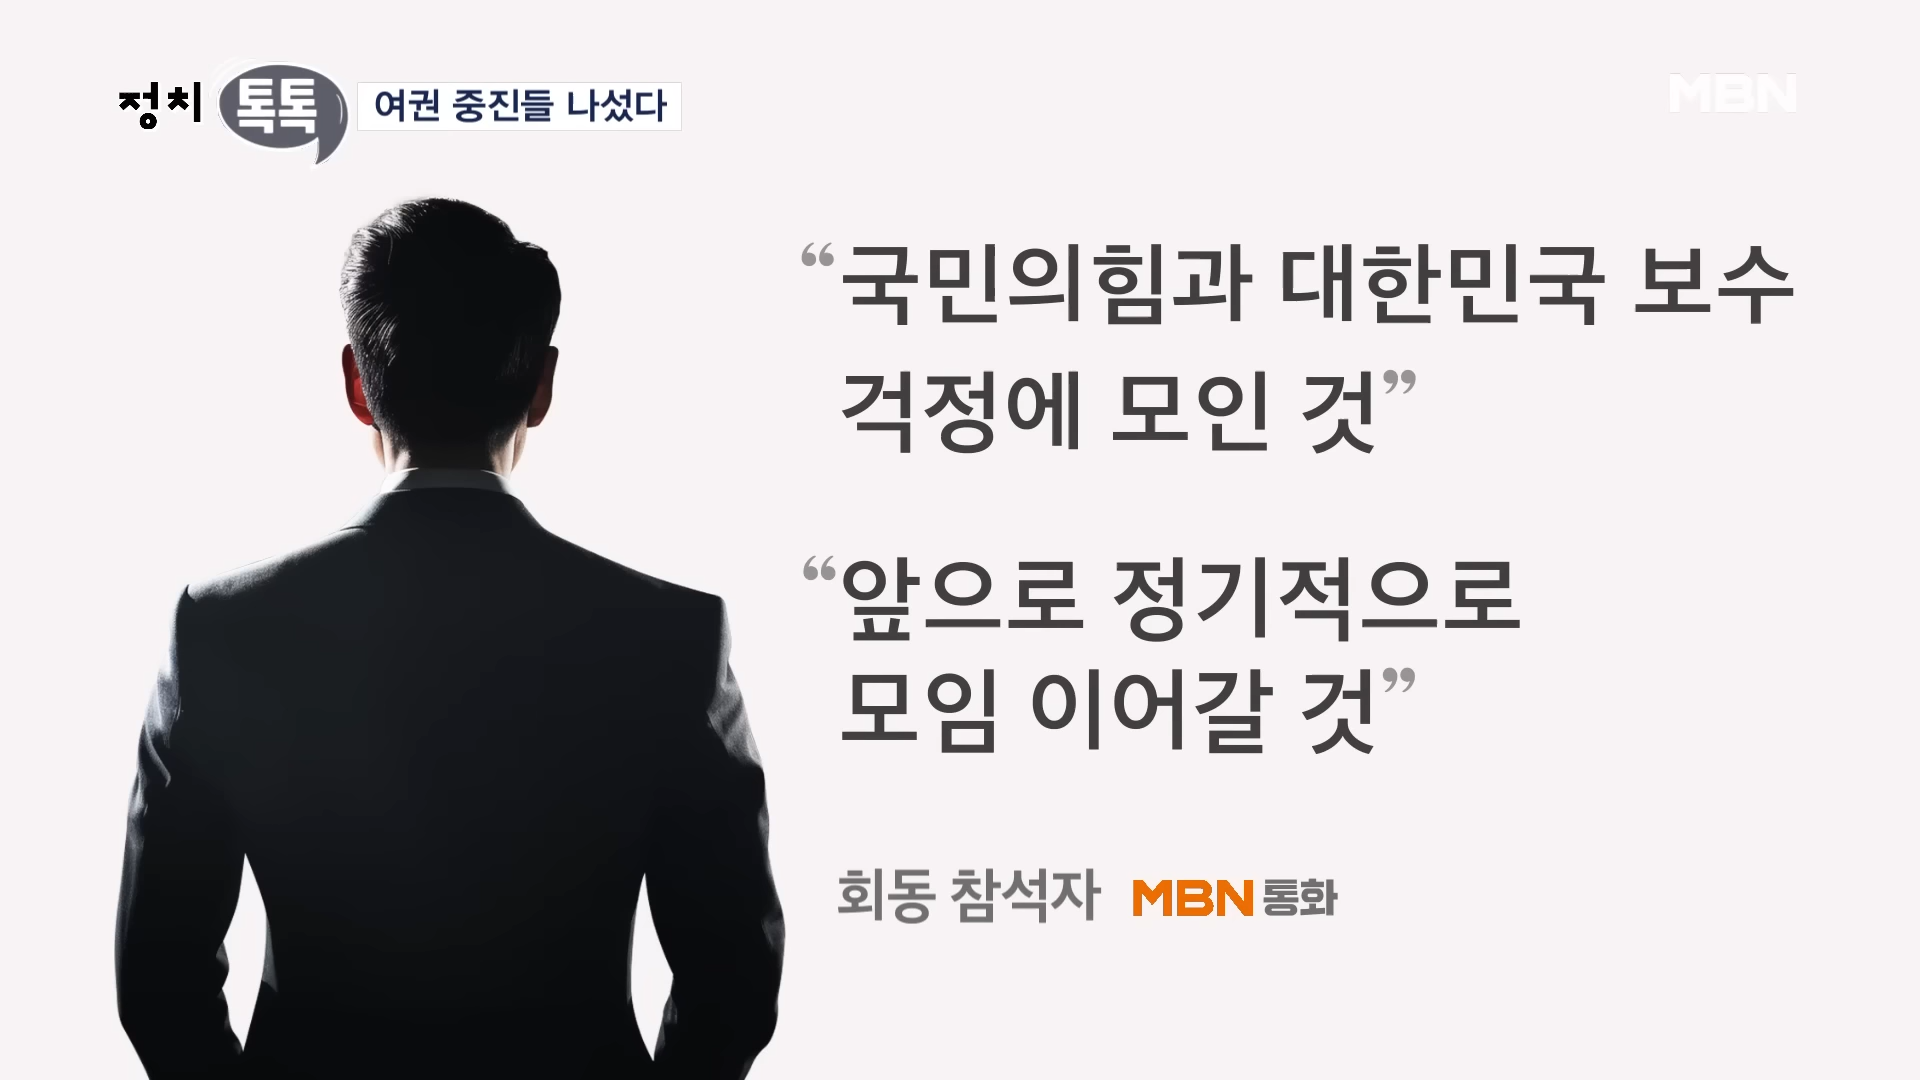 정치 톡톡 여권 중진들 나섰다
MBN
“국민의힘과 대한민국 보수
걱정에 모인 것”
“앞으로 정기적으로
모임 이어갈 것”
회동 참석자 MBN 통화